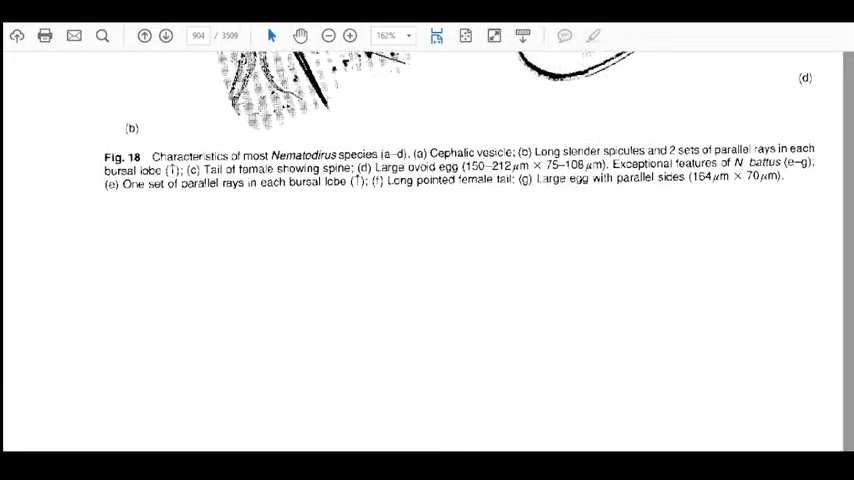 904 / 3509
162%
(d)
(b)
Fig. 18 Characteristics of most Nematodirus species (a–d). (a) Cephalic vesicle; (b) Long slender spicules and 2 sets of parallel rays in each
bursal lobe (↑); (c) Tail of female showing spine; (d) Large ovoid egg (150–212 μm × 75–108 μm). Exceptional features of N. battus (e–g);
(e) One set of parallel rays in each bursal lobe (↑); (f) Long pointed female tail; (g) Large egg with parallel sides (164 μm × 70 μm).